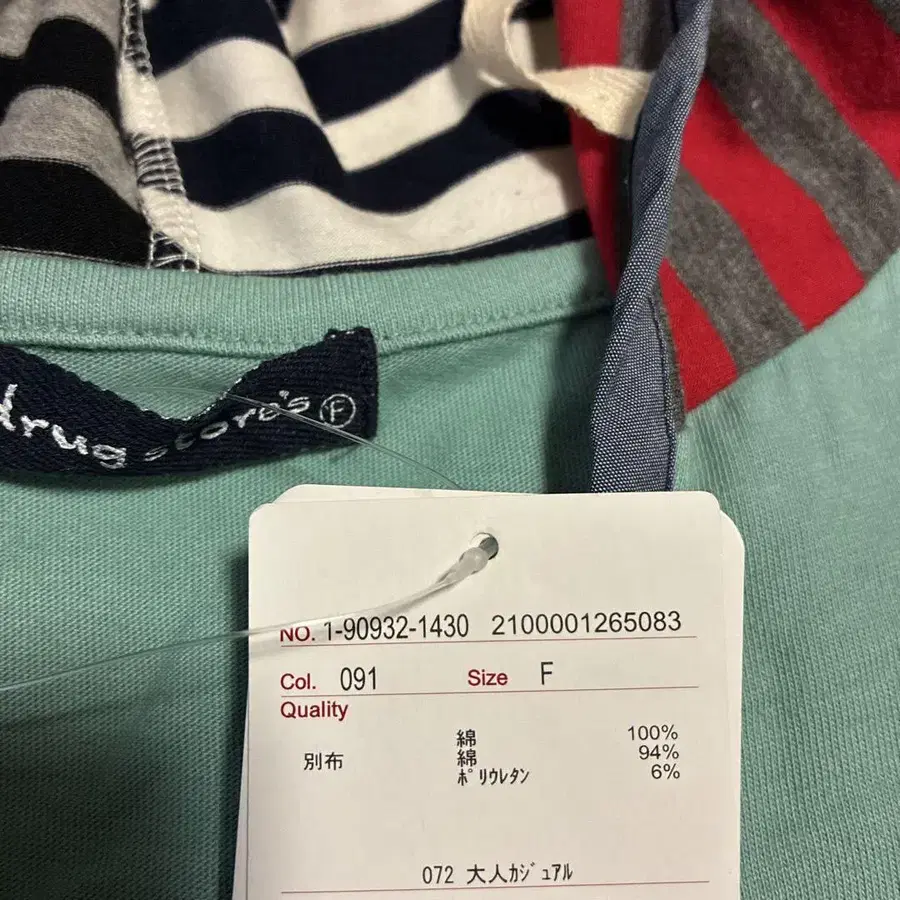 drug store's Ⓕ
NO. 1-90932-1430 2100001265083
Col. 091 Size F
Quality
綿 100%
別布 綿 94%
ﾎﾟﾘｳﾚﾀﾝ 6%
072 大人ｶｼﾞｭｱﾙ